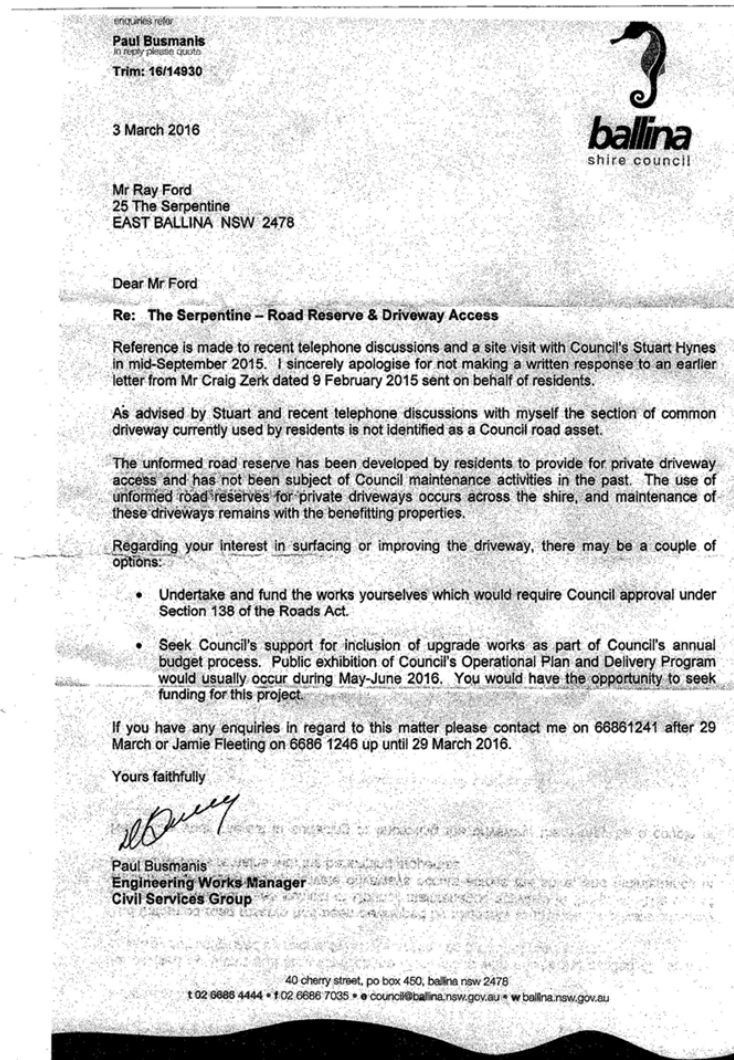 enquiries refer
Paul Busmanis
in reply please quote
Trim: 16/14930
ballina
shire council
3 March 2016
Mr Ray Ford
25 The Serpentine
EAST BALLINA NSW 2478
Dear Mr Ford
Re: The Serpentine – Road Reserve & Driveway Access
Reference is made to recent telephone discussions and a site visit with Council's Stuart Hynes
in mid-September 2015. I sincerely apologise for not making a written response to an earlier
letter from Mr Craig Zerk dated 9 February 2015 sent on behalf of residents.
As advised by Stuart and recent telephone discussions with myself the section of common
driveway currently used by residents is not identified as a Council road asset.
The unformed road reserve has been developed by residents to provide for private driveway
access and has not been subject of Council maintenance activities in the past. The use of
unformed road reserves for private driveways occurs across the shire, and maintenance of
these driveways remains with the benefitting properties.
Regarding your interest in surfacing or improving the driveway, there may be a couple of
options:
• Undertake and fund the works yourselves which would require Council approval under
Section 138 of the Roads Act.
• Seek Council's support for inclusion of upgrade works as part of Council's annual
budget process. Public exhibition of Council's Operational Plan and Delivery Program
would usually occur during May-June 2016. You would have the opportunity to seek
funding for this project.
If you have any enquiries in regard to this matter please contact me on 66861241 after 29
March or Jamie Fleeting on 6686 1246 up until 29 March 2016.
Yours faithfully
Paul Busmanis
Engineering Works Manager
Civil Services Group
40 cherry street, po box 450, ballina nsw 2478
t 02 6686 4444 • f 02 6686 7035 • e council@ballina.nsw.gov.au • w ballina.nsw.gov.au